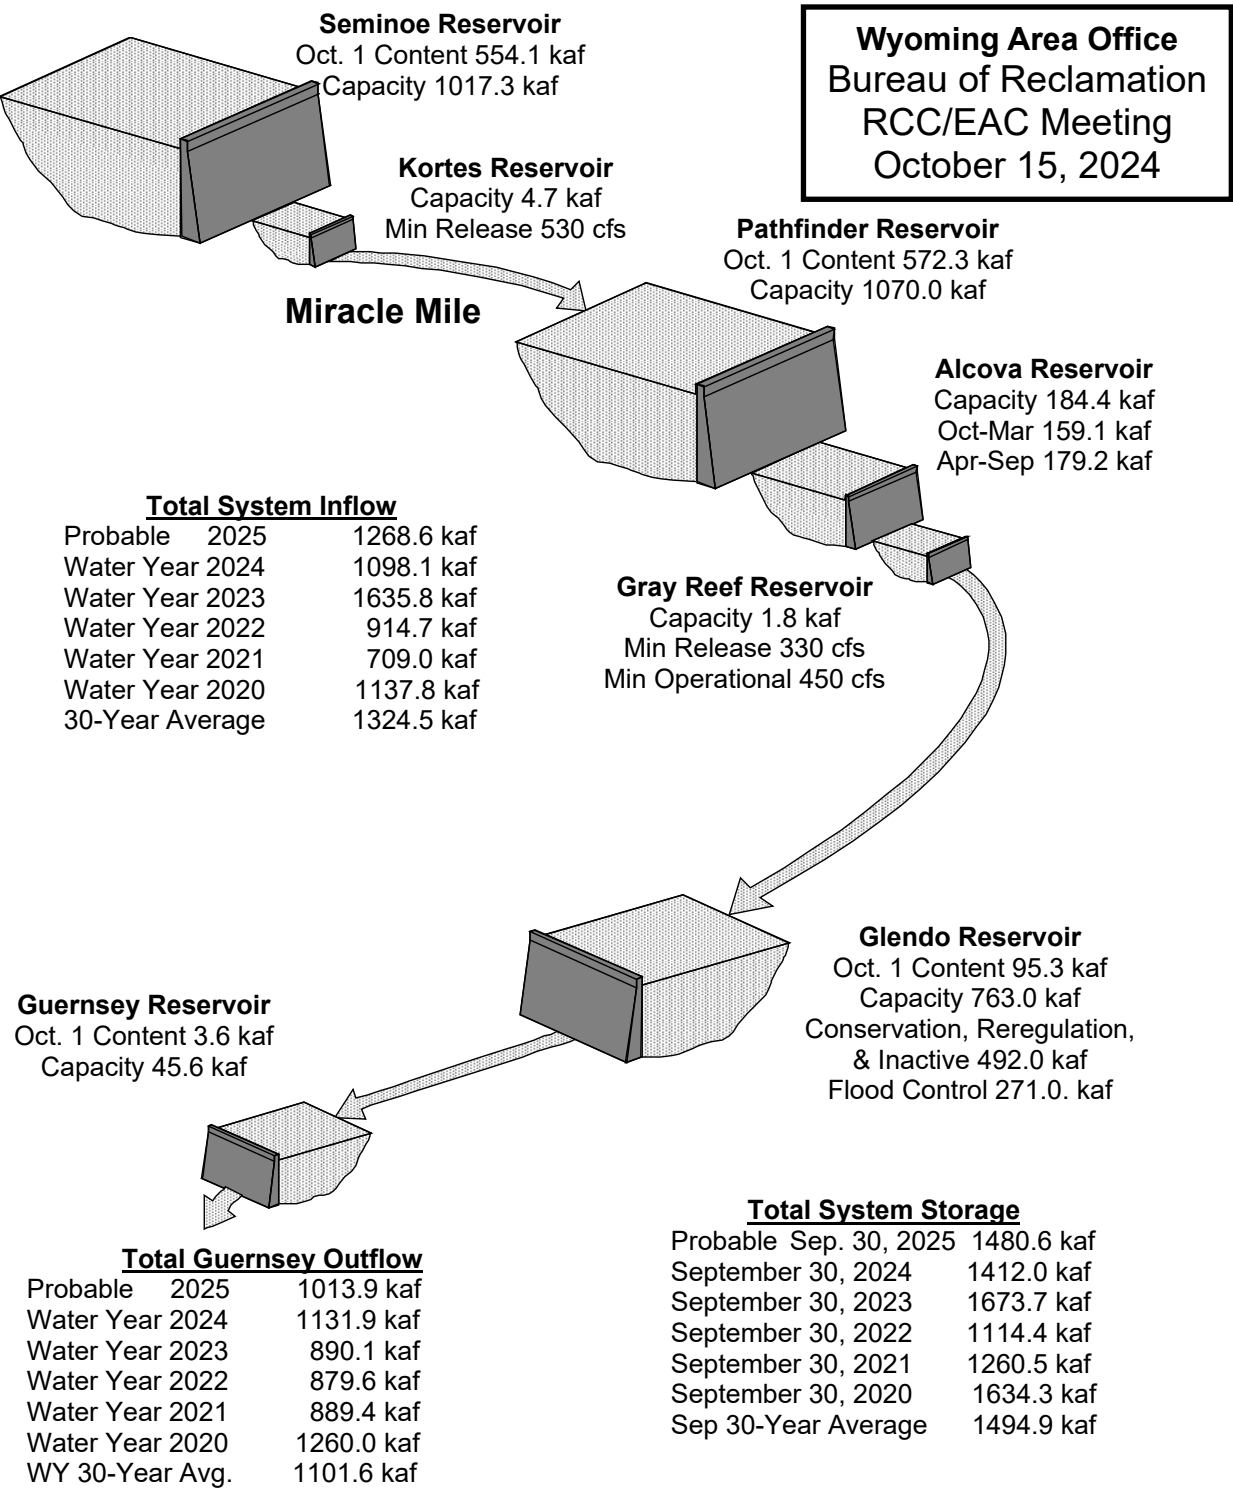 Seminoe Reservoir
Oct. 1 Content 554.1 kaf
Capacity 1017.3 kaf
Wyoming Area Office
Bureau of Reclamation
RCC/EAC Meeting
October 15, 2024
Kortes Reservoir
Capacity 4.7 kaf
Min Release 530 cfs
Miracle Mile
Pathfinder Reservoir
Oct. 1 Content 572.3 kaf
Capacity 1070.0 kaf
Alcova Reservoir
Capacity 184.4 kaf
Oct-Mar 159.1 kaf
Apr-Sep 179.2 kaf
Total System Inflow
Probable 2025 1268.6 kaf
Water Year 2024 1098.1 kaf
Water Year 2023 1635.8 kaf
Water Year 2022 914.7 kaf
Water Year 2021 709.0 kaf
Water Year 2020 1137.8 kaf
30-Year Average 1324.5 kaf
Gray Reef Reservoir
Capacity 1.8 kaf
Min Release 330 cfs
Min Operational 450 cfs
Glendo Reservoir
Oct. 1 Content 95.3 kaf
Capacity 763.0 kaf
Conservation, Reregulation,
& Inactive 492.0 kaf
Flood Control 271.0. kaf
Guernsey Reservoir
Oct. 1 Content 3.6 kaf
Capacity 45.6 kaf
Total Guernsey Outflow
Probable 2025 1013.9 kaf
Water Year 2024 1131.9 kaf
Water Year 2023 890.1 kaf
Water Year 2022 879.6 kaf
Water Year 2021 889.4 kaf
Water Year 2020 1260.0 kaf
WY 30-Year Avg. 1101.6 kaf
Total System Storage
Probable Sep. 30, 2025 1480.6 kaf
September 30, 2024 1412.0 kaf
September 30, 2023 1673.7 kaf
September 30, 2022 1114.4 kaf
September 30, 2021 1260.5 kaf
September 30, 2020 1634.3 kaf
Sep 30-Year Average 1494.9 kaf